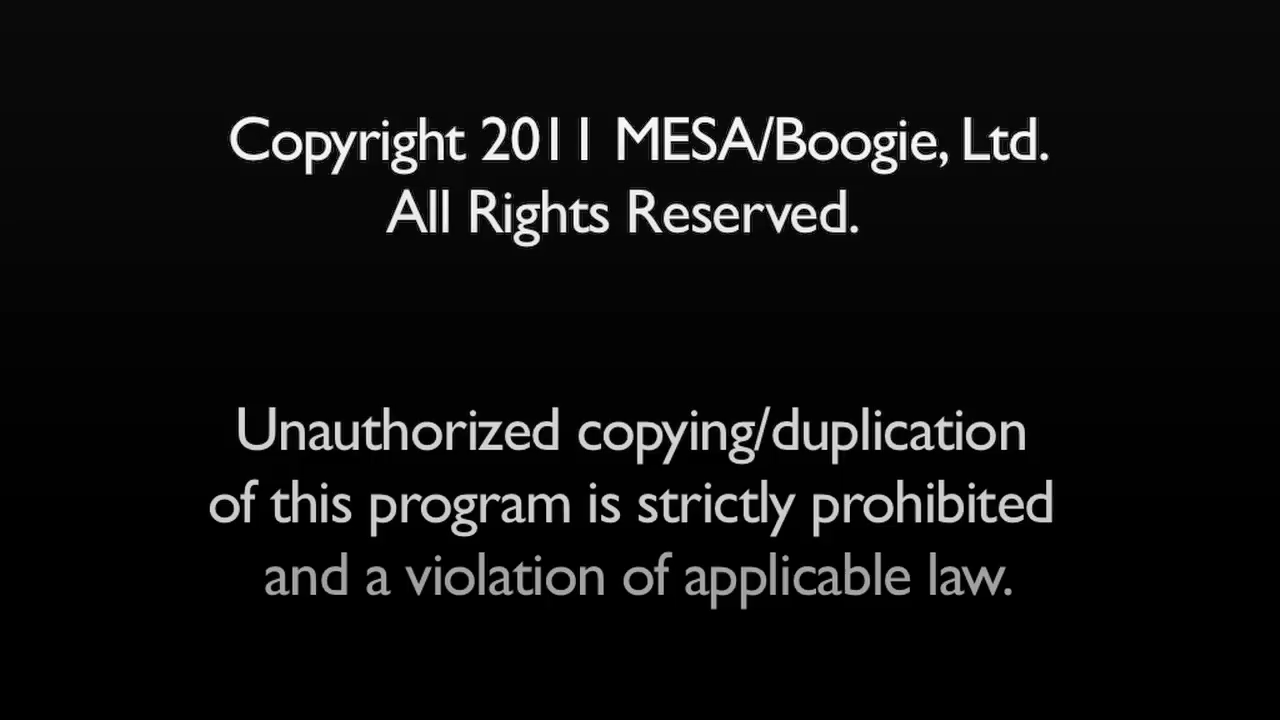 Copyright 2011 MESA/Boogie, Ltd.
All Rights Reserved.
Unauthorized copying/duplication
of this program is strictly prohibited
and a violation of applicable law.